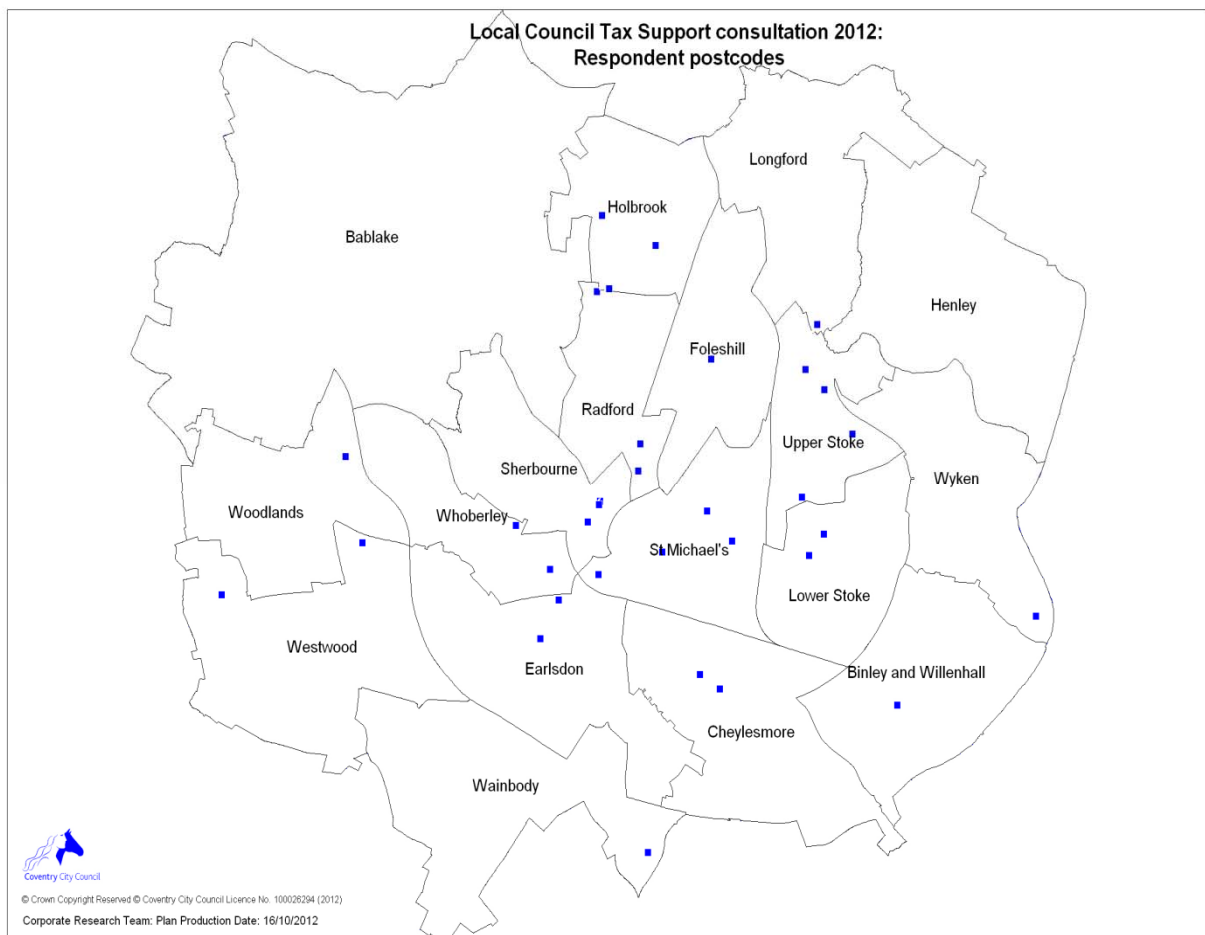 Local Council Tax Support consultation 2012:
Respondent postcodes
Longford
Holbrook
Bablake
Henley
Foleshill
Radford
Upper Stoke
Sherbourne
Wyken
Woodlands
Whoberley
St Michael's
Lower Stoke
Westwood
Earlsdon
Binley and Willenhall
Cheylesmore
Wainbody
Coventry City Council
© Crown Copyright Reserved © Coventry City Council Licence No. 100026294 (2012)
Corporate Research Team: Plan Production Date: 16/10/2012